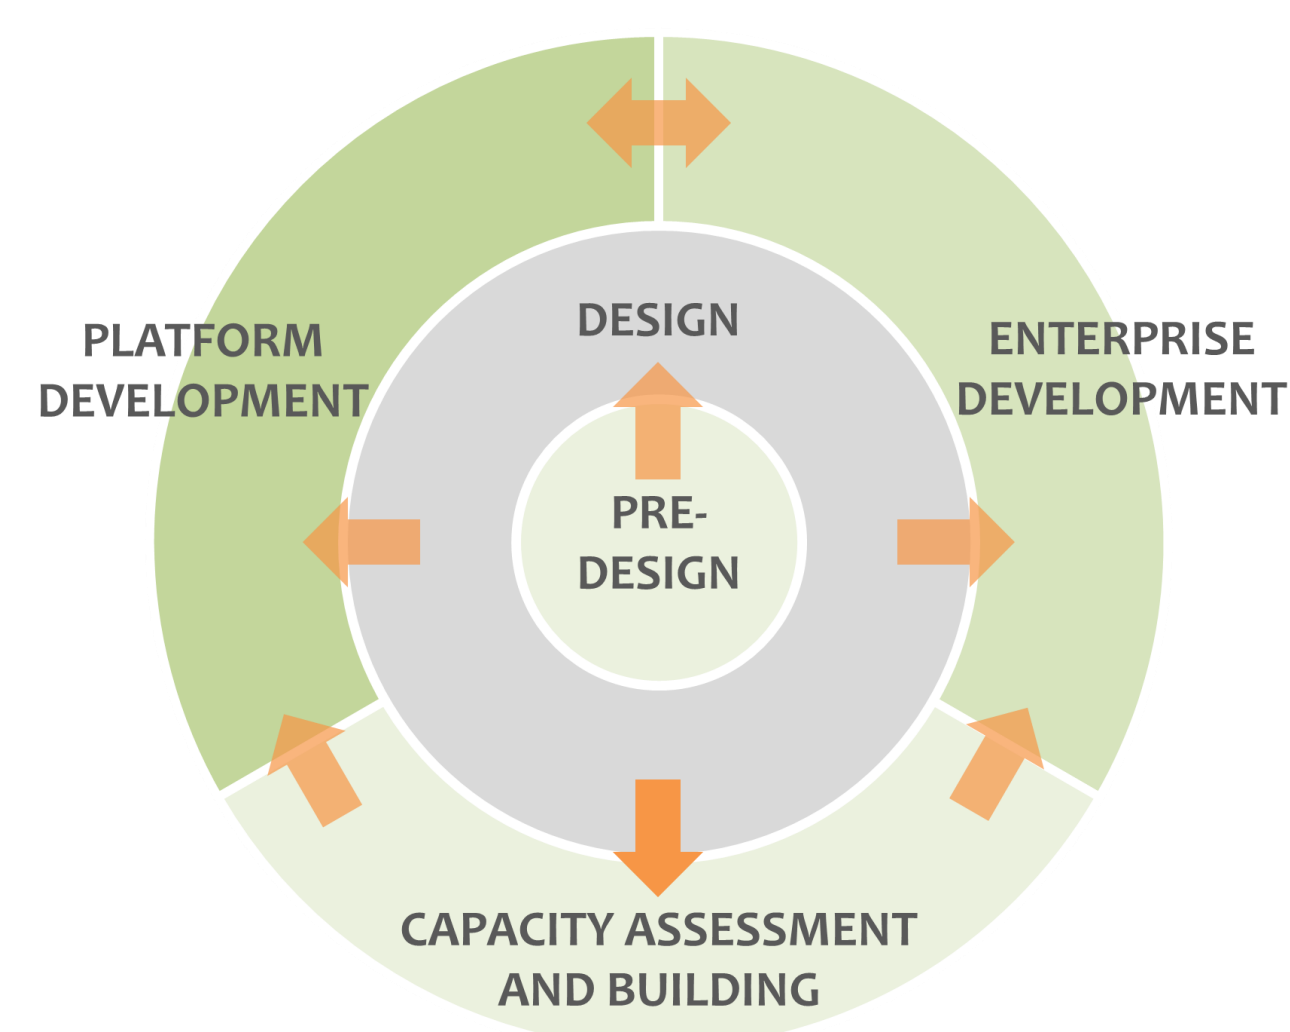 DESIGN
PLATFORM
DEVELOPMENT
ENTERPRISE
DEVELOPMENT
PRE-
DESIGN
CAPACITY ASSESSMENT
AND BUILDING